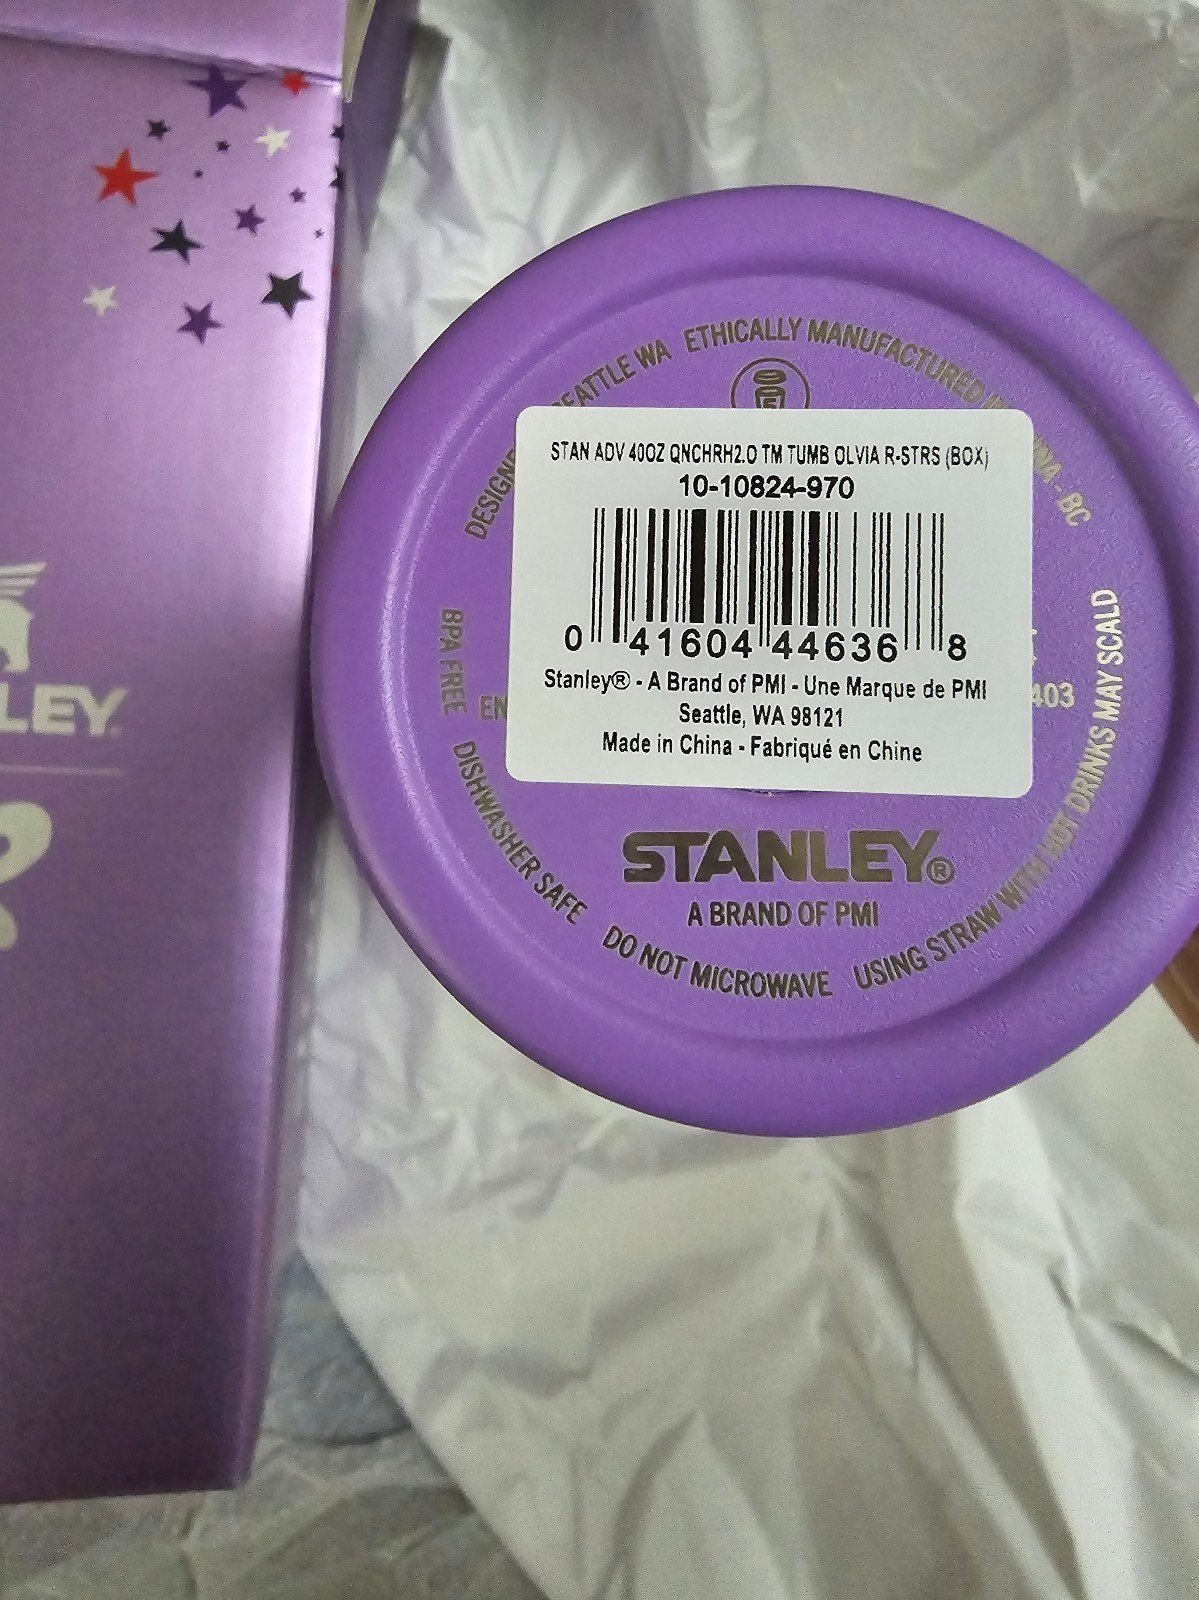 SEATTLE WA
ETHICALLY MANUFACTURED
STAN ADV 40OZ QNCHRH2.0 TM TUMB OLVIA R-STRS (BOX)
10-10824-970
0 41604 44636 8
Stanley® - A Brand of PMI - Une Marque de PMI
Seattle, WA 98121
Made in China - Fabriqué en Chine
- BC
BPA FREE
EN
403
DISHWASHER SAFE
DO NOT MICROWAVE
USING STRAW WITH HOT DRINKS MAY SCALD
STANLEY®
A BRAND OF PMI
LEY